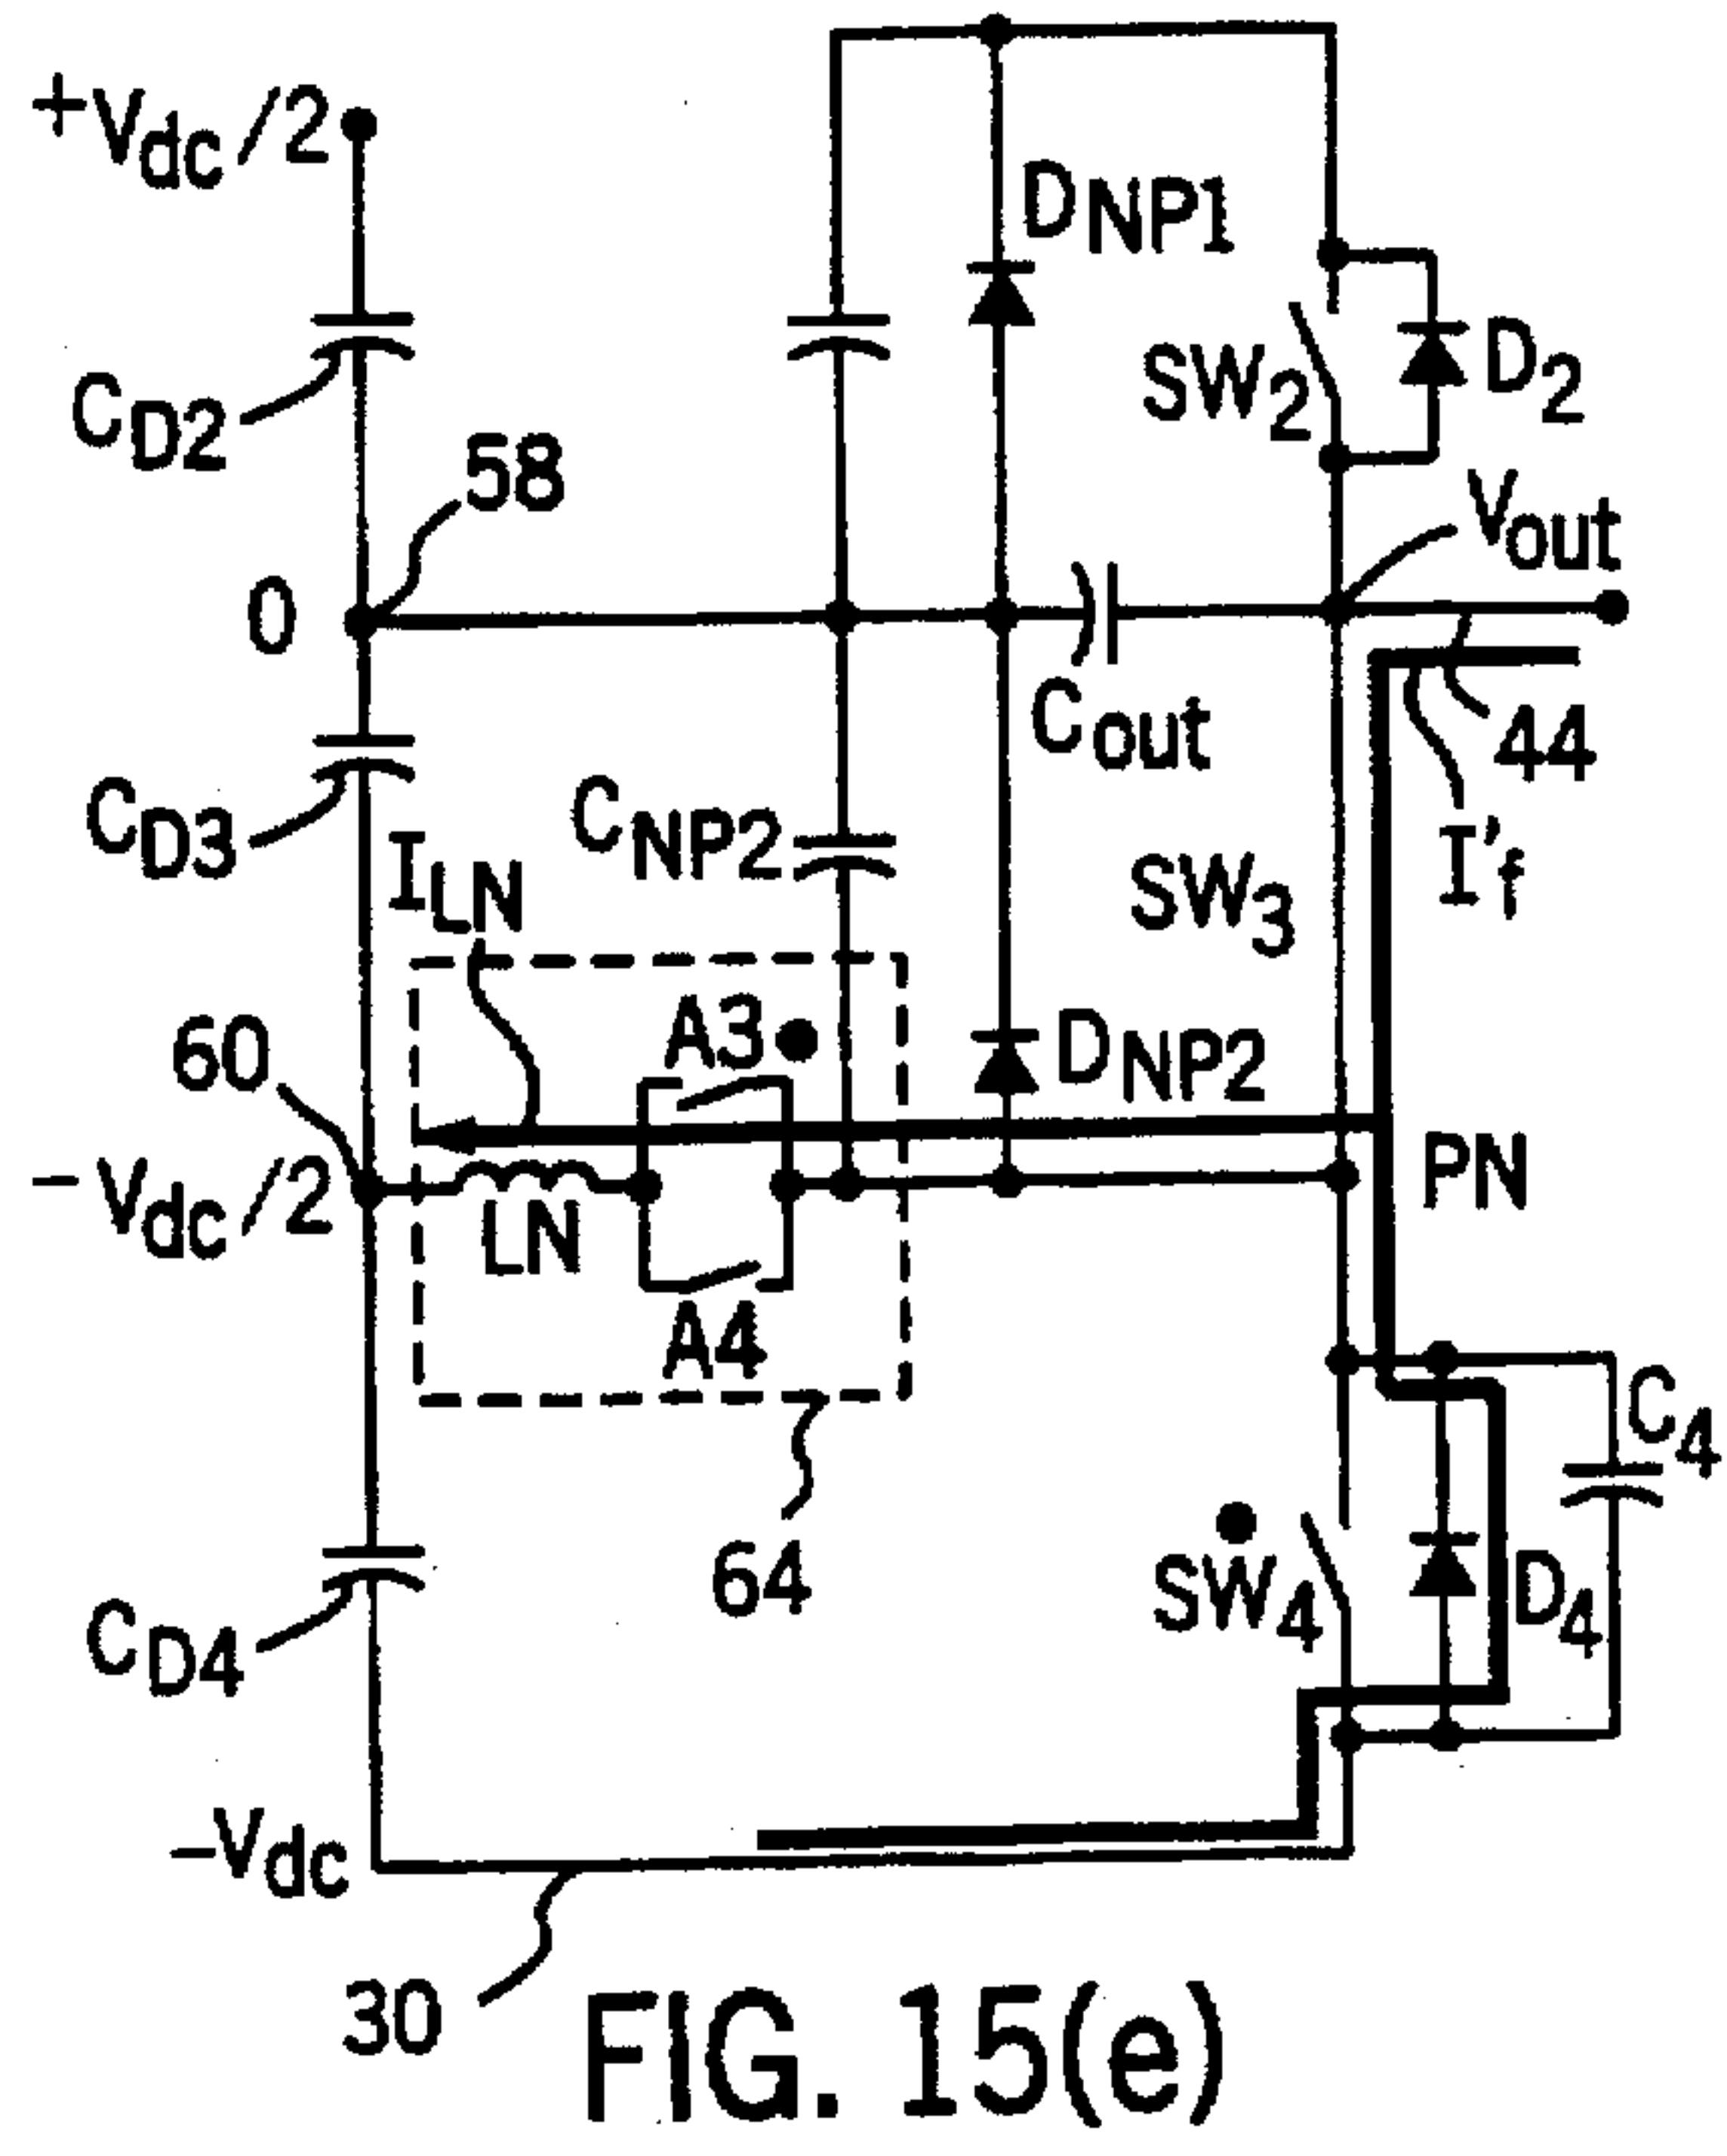 +Vdc/2
DNP1
CD2
SW2
D2
58
Vout
0
Cout
44
CD3
CNP2
ILN
SW3
I'f
A3
60
DNP2
PN
-Vdc/2
LN
A4
C4
64
SW4
D4
CD4
-Vdc
30
FIG. 15(e)